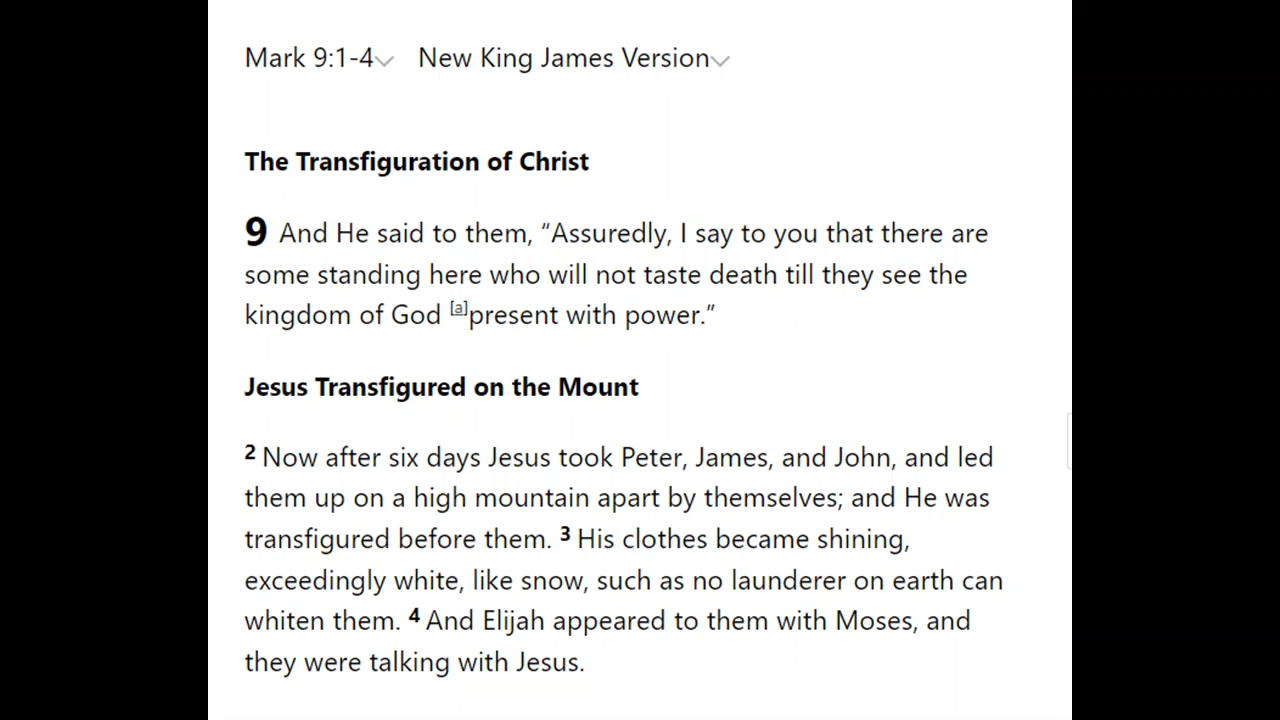 Mark 9:1-4 New King James Version
The Transfiguration of Christ
9 And He said to them, “Assuredly, I say to you that there are
some standing here who will not taste death till they see the
kingdom of God [a]present with power.”
Jesus Transfigured on the Mount
2 Now after six days Jesus took Peter, James, and John, and led
them up on a high mountain apart by themselves; and He was
transfigured before them. 3 His clothes became shining,
exceedingly white, like snow, such as no launderer on earth can
whiten them. 4 And Elijah appeared to them with Moses, and
they were talking with Jesus.